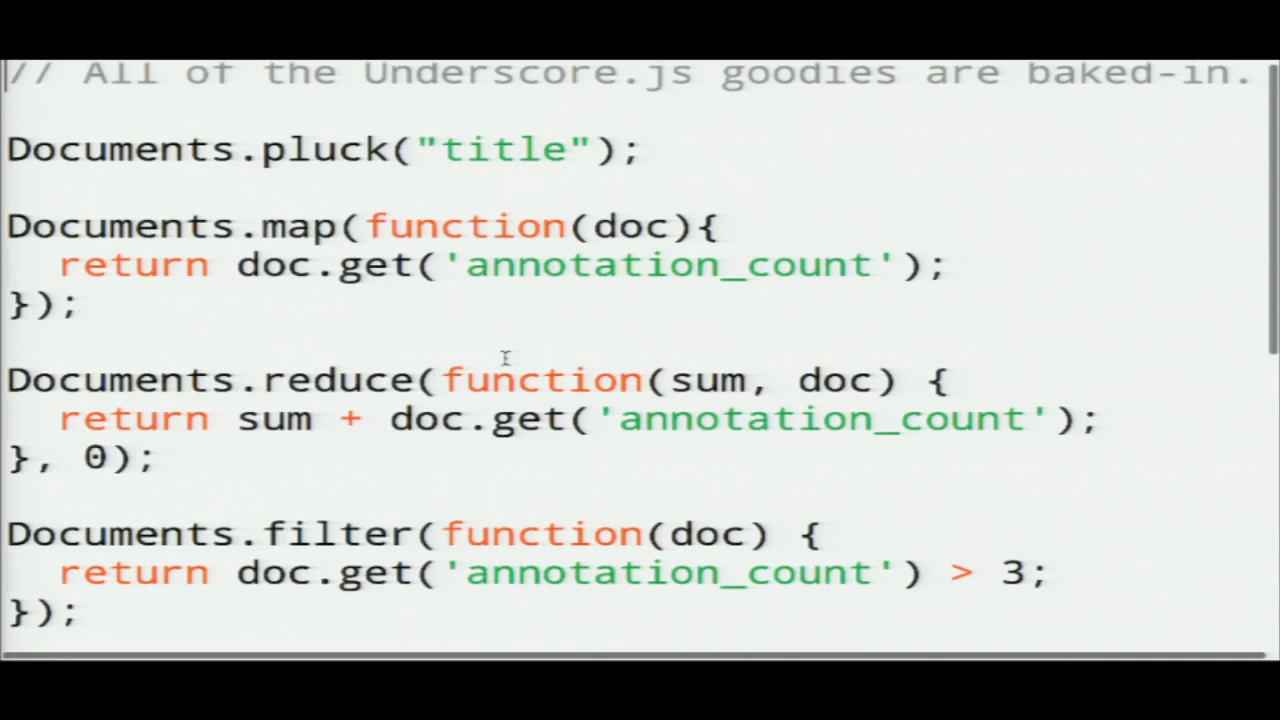 // All of the Underscore.js goodies are baked-in.
Documents.pluck("title");
Documents.map(function(doc){
  return doc.get('annotation_count');
});
Documents.reduce(function(sum, doc) {
  return sum + doc.get('annotation_count');
}, 0);
Documents.filter(function(doc) {
  return doc.get('annotation_count') > 3;
});